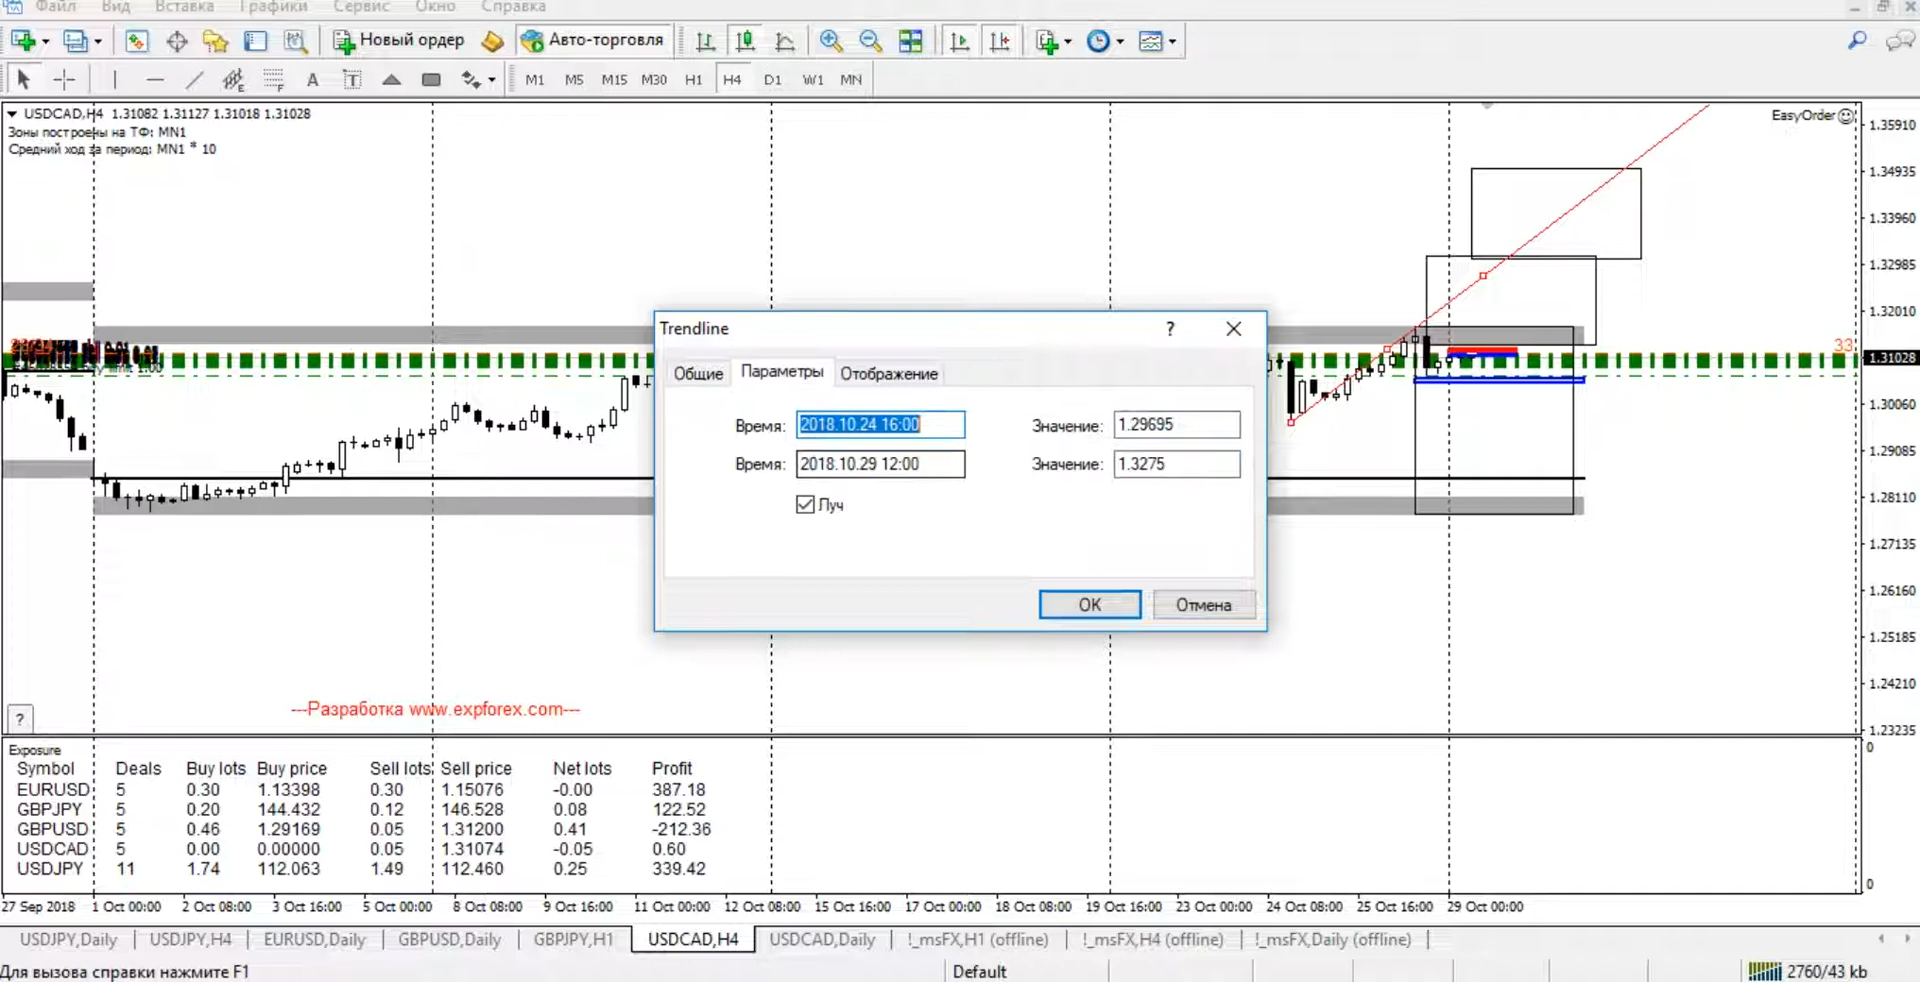 Файл Вид Вставка Графики Сервис Окно Справка
Новый ордер Авто-торговля
A T M1 M5 M15 M30 H1 H4 D1 W1 MN
USDCAD,H4 1.31082 1.31127 1.31018 1.31028
EasyOrder
Зоны построены на ТФ: MN1
Средний ход за период: MN1 * 10
1.35910
1.34935
1.33960
1.32985
1.32010
33
1.31028
1.30060
1.29085
1.28110
1.27135
1.26160
1.25185
1.24210
1.23235
Trendline ?
Общие Параметры Отображение
Время: 2018.10.24 16:00 Значение: 1.29695
Время: 2018.10.29 12:00 Значение: 1.3275
Луч
OK Отмена
---Разработка www.expforex.com---
?
Exposure
0
Symbol Deals Buy lots Buy price Sell lots Sell price Net lots Profit
EURUSD 5 0.30 1.13398 0.30 1.15076 -0.00 387.18
GBPJPY 5 0.20 144.432 0.12 146.528 0.08 122.52
GBPUSD 5 0.46 1.29169 0.05 1.31200 0.41 -212.36
USDCAD 5 0.00 0.00000 0.05 1.31074 -0.05 0.60
USDJPY 11 1.74 112.063 1.49 112.460 0.25 339.42
0
27 Sep 2018 1 Oct 00:00 2 Oct 08:00 3 Oct 16:00 5 Oct 00:00 8 Oct 08:00 9 Oct 16:00 11 Oct 00:00 12 Oct 08:00 15 Oct 16:00 17 Oct 00:00 18 Oct 08:00 19 Oct 16:00 23 Oct 00:00 24 Oct 08:00 25 Oct 16:00 29 Oct 00:00
USDJPY,Daily USDJPY,H4 EURUSD,Daily GBPUSD,Daily GBPJPY,H1 USDCAD,H4 USDCAD,Daily !_msFX,H1 (offline) !_msFX,H4 (offline) !_msFX,Daily (offline)
Для вызова справки нажмите F1 Default 2760/43 kb